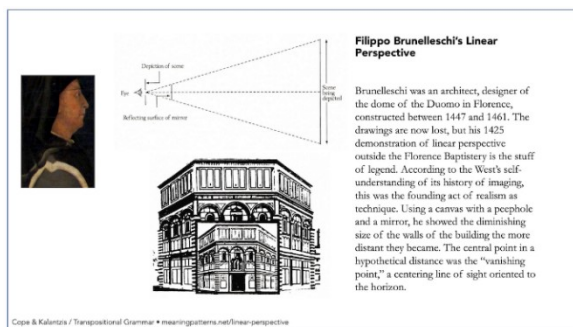 Filippo Brunelleschi's Linear
Perspective
Depiction of scene
Eye
Scene
being
depicted
Reflecting surface of mirror
Brunelleschi was an architect, designer of
the dome of the Duomo in Florence,
constructed between 1447 and 1461. The
drawings are now lost, but his 1425
demonstration of linear perspective
outside the Florence Baptistery is the stuff
of legend. According to the West's self-
understanding of its history of imaging,
this was the founding act of realism as
technique. Using a canvas with a peephole
and a mirror, he showed the diminishing
size of the walls of the building the more
distant they became. The central point in a
hypothetical distance was the “vanishing
point,” a centering line of sight oriented to
the horizon.
Cope & Kalantzis / Transpositional Grammar • meaningpatterns.net/linear-perspective